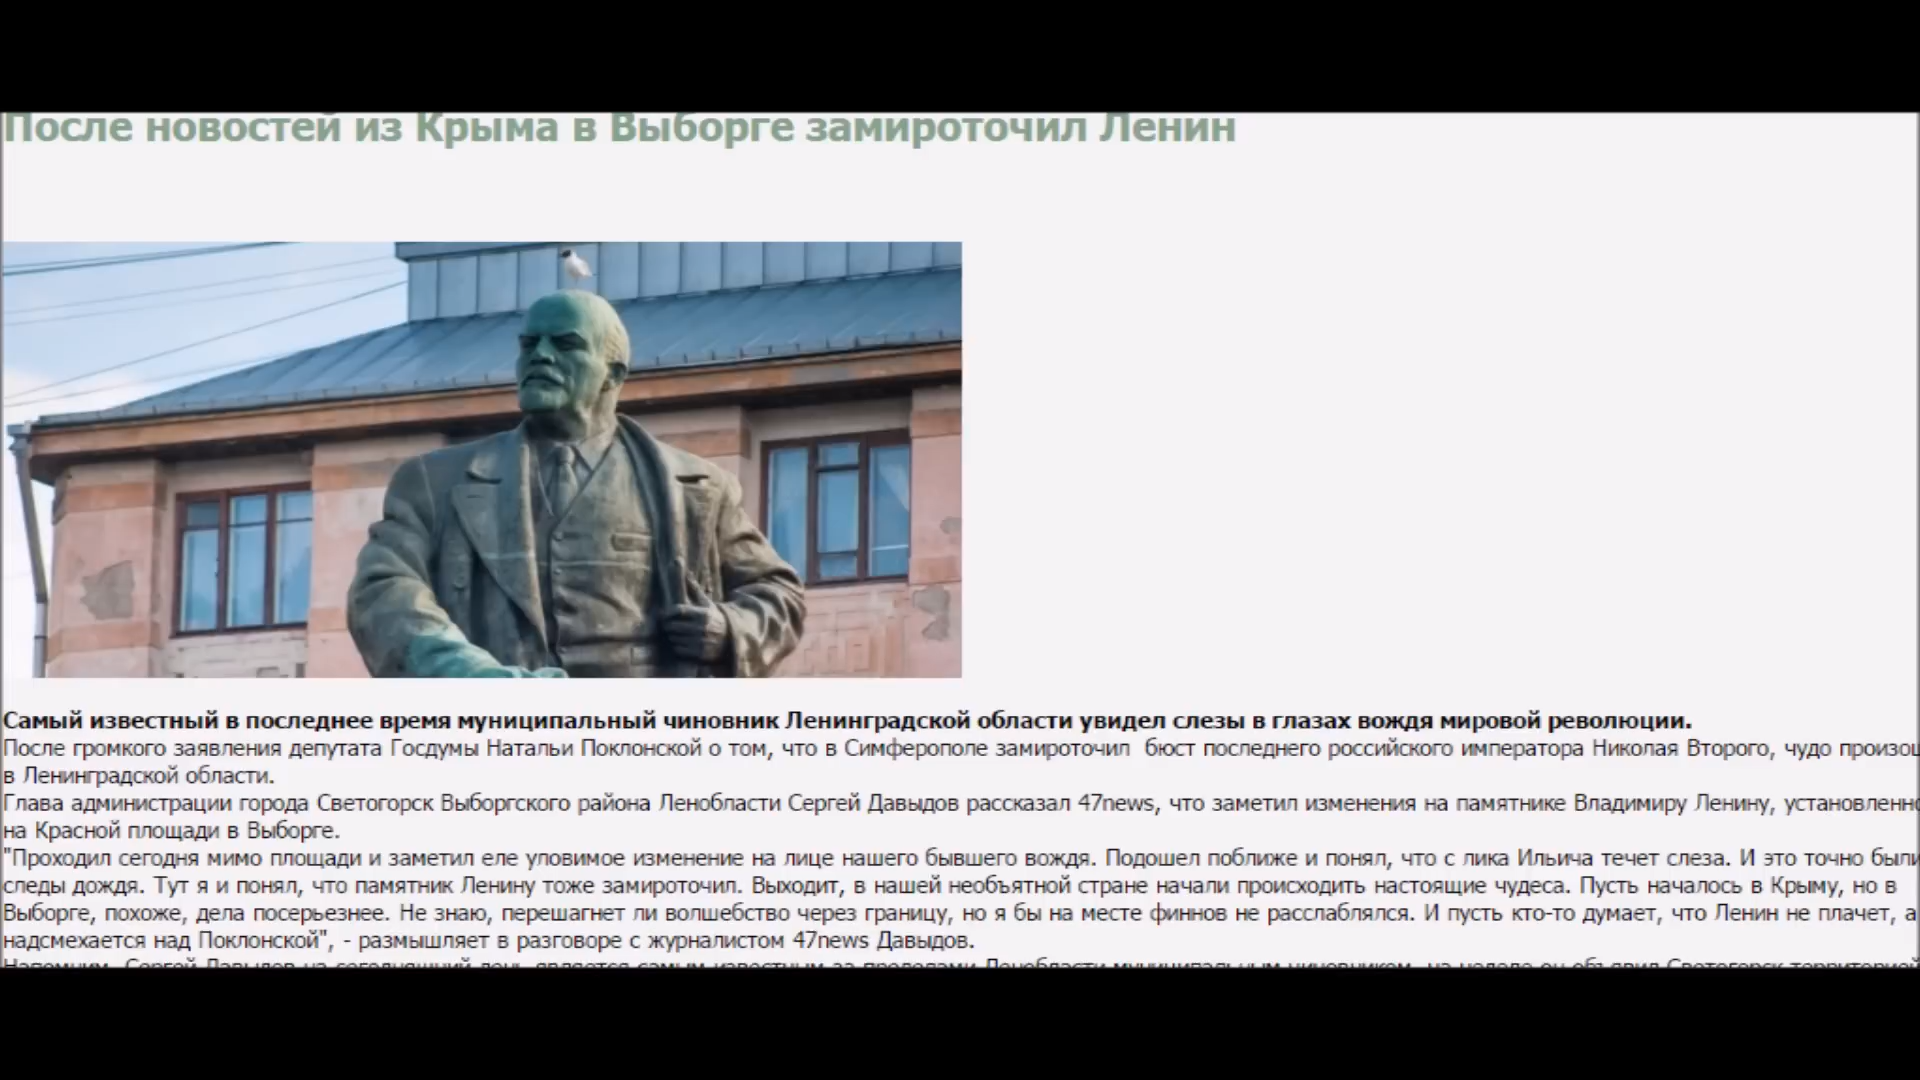 После новостей из Крыма в Выборге замироточил Ленин
Самый известный в последнее время муниципальный чиновник Ленинградской области увидел слезы в глазах вождя мировой революции.
После громкого заявления депутата Госдумы Натальи Поклонской о том, что в Симферополе замироточил бюст последнего российского императора Николая Второго, чудо
в Ленинградской области.
Глава администрации города Светогорск Выборгского района Ленобласти Сергей Давыдов рассказал 47news, что заметил изменения на памятнике Владимиру Ленину,
на Красной площади в Выборге.
"Проходил сегодня мимо площади и заметил еле уловимое изменение на лице нашего бывшего вождя. Подошел поближе и понял, что с лика Ильича течет слеза. И это точно были
следы дождя. Тут я и понял, что памятник Ленину тоже замироточил. Выходит, в нашей необъятной стране начали происходить настоящие чудеса. Пусть началось в Крыму, но в
Выборге, похоже, дела посерьезнее. Не знаю, перешагнет ли волшебство через границу, но я бы на месте финнов не расслаблялся. И пусть кто-то думает, что Ленин не плачет, а
надсмехается над Поклонской", - размышляет в разговоре с журналистом 47news Давыдов.